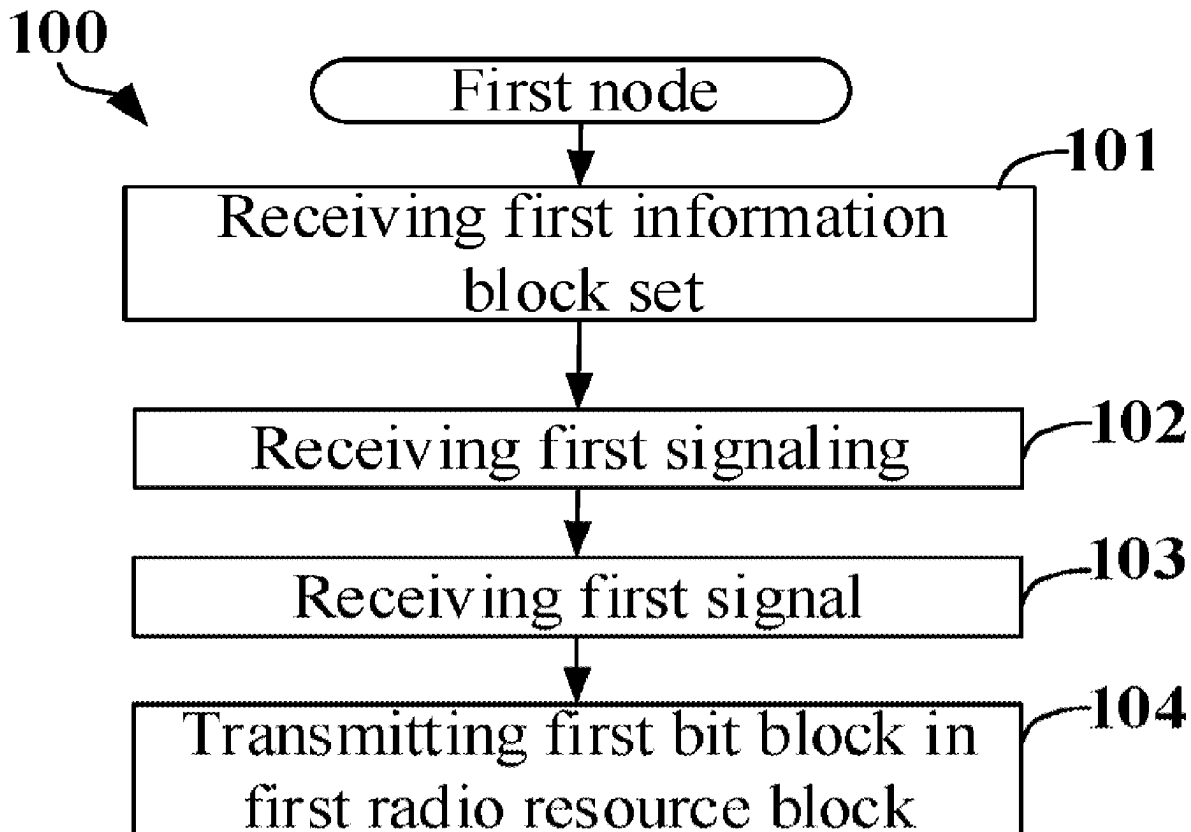 100
First node
101
Receiving first information
block set
102
Receiving first signaling
103
Receiving first signal
104
Transmitting first bit block in
first radio resource block